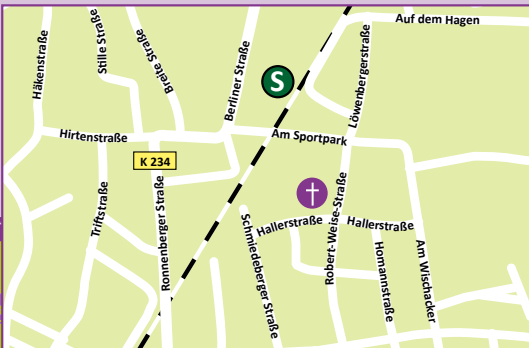 Auf dem Hagen
Häkenstraße
Stille Straße
Breite Straße
Berliner Straße
Löwenbergerstraße
S
Hirtenstraße
Am Sportpark
K 234
Triftstraße
Ronnenberger Straße
Schmiedeberger Straße
Hallerstraße
Robert-Weise-Straße
Hallerstraße
Homannstraße
Am Wischacker